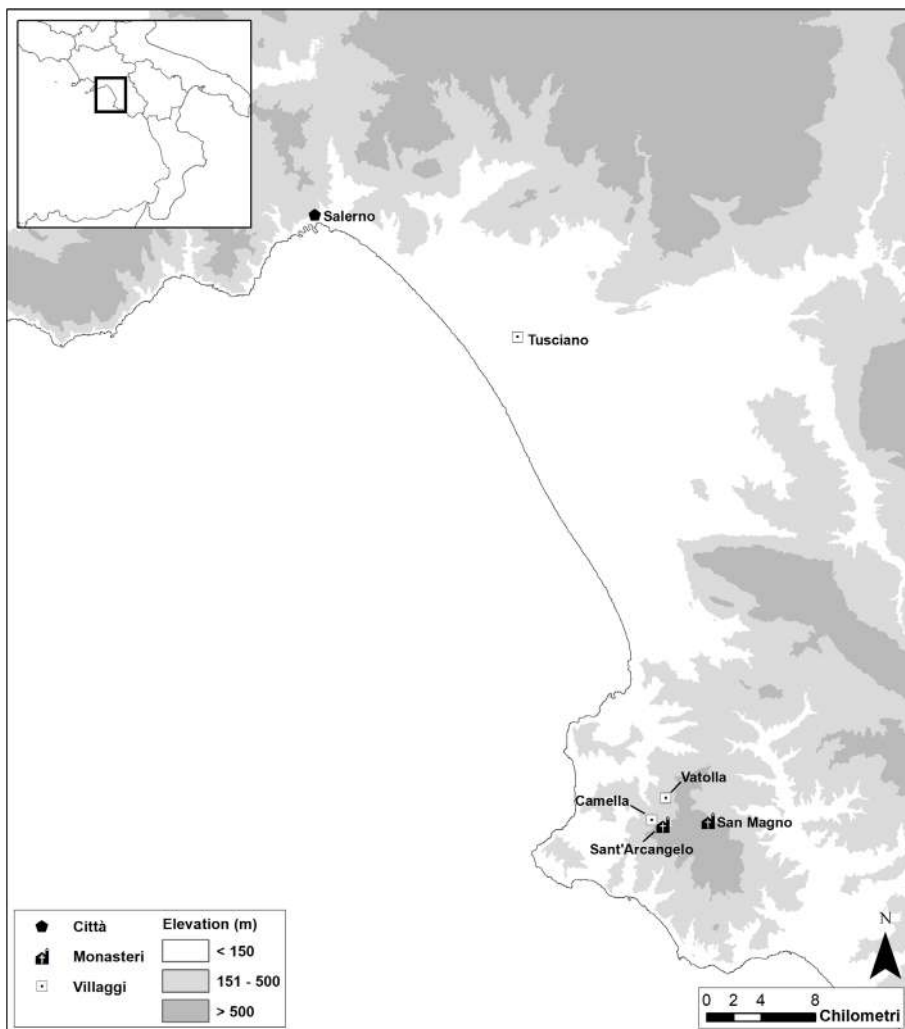 Salerno
Tusciano
Vatolla
Camella
San Magno
Sant'Arcangelo
Città
Monasteri
Villaggi
Elevation (m)
< 150
151 - 500
> 500
N
0 2 4 8
Chilometri